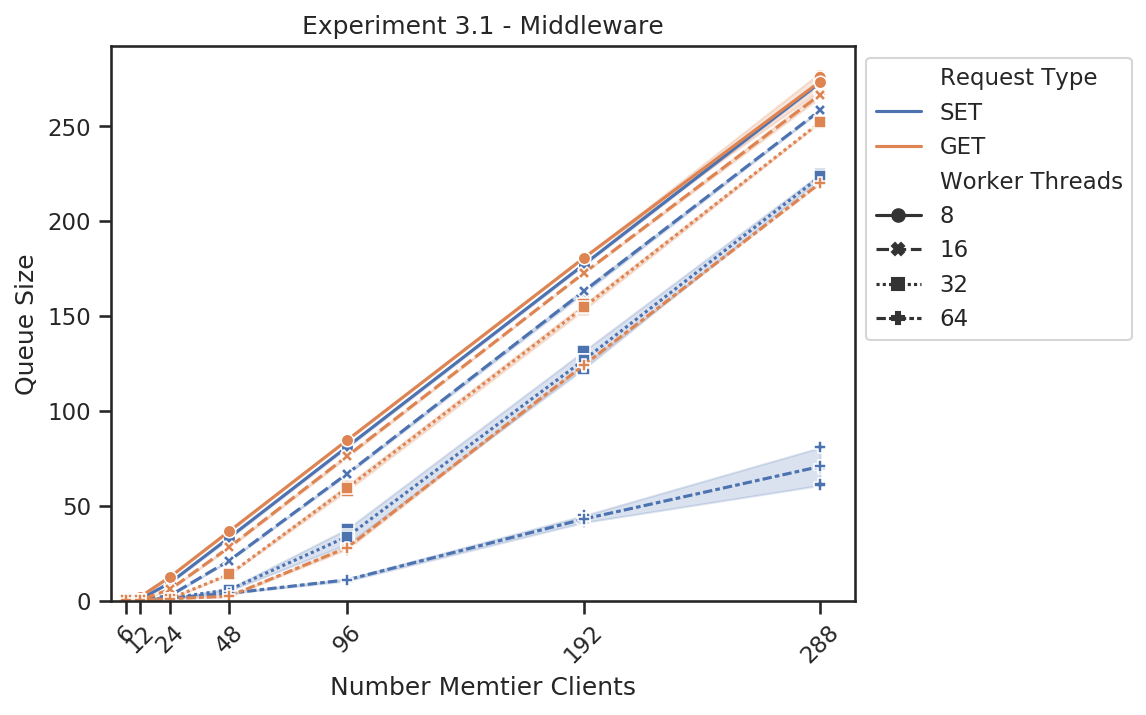 Experiment 3.1 - Middleware
Queue Size
250
200
150
100
50
0
6
12
24
48
96
192
288
Number Memtier Clients
Request Type
SET
GET
Worker Threads
8
16
32
64